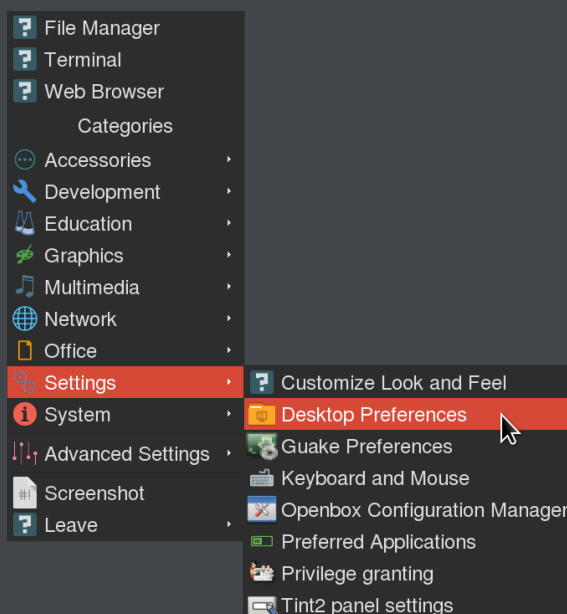 File Manager
Terminal
Web Browser
Categories
Accessories
Development
Education
Graphics
Multimedia
Network
Office
Settings
System
Advanced Settings
Screenshot
Leave
Customize Look and Feel
Desktop Preferences
Guake Preferences
Keyboard and Mouse
Openbox Configuration Manager
Preferred Applications
Privilege granting
Tint2 panel settings